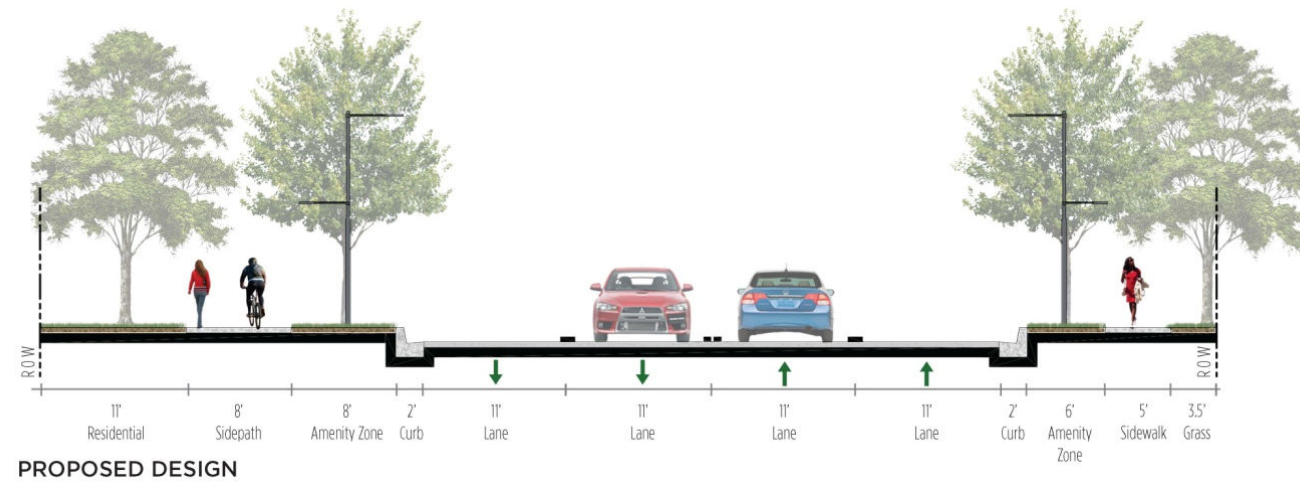 ROW
ROW
11' 8' 8' 2' 11' 11' 11' 11' 2' 6' 5' 3.5'
Residential Sidepath Amenity Zone Curb Lane Lane Lane Lane Curb Amenity Sidewalk Grass
Zone
PROPOSED DESIGN